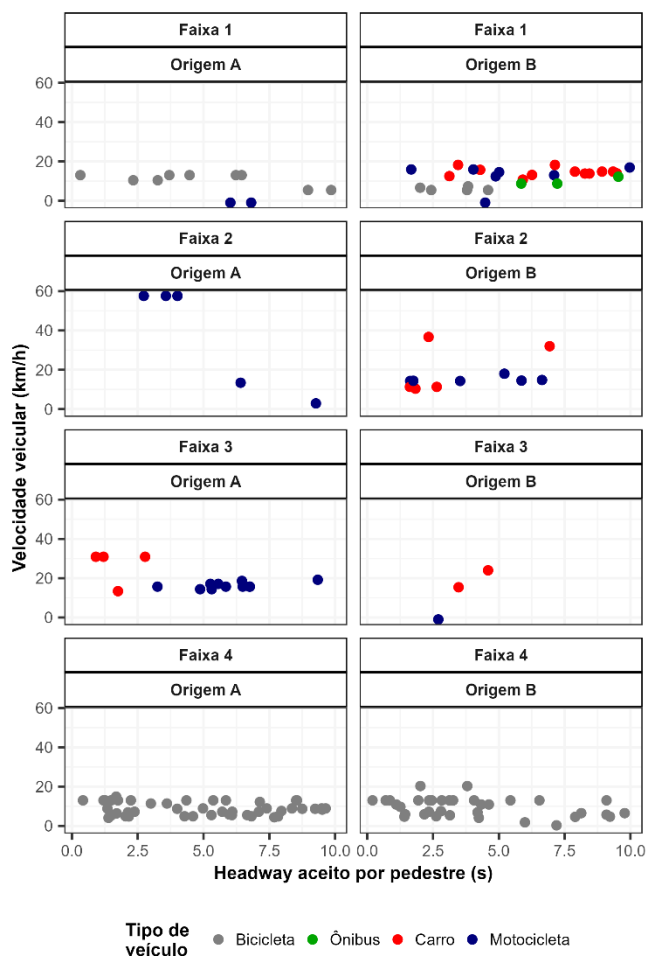 Faixa 1 Faixa 1
Origem A Origem B
60
40
20
0
Faixa 2 Faixa 2
Origem A Origem B
60
40
20
0
Faixa 3 Faixa 3
Origem A Origem B
60
40
20
0
Faixa 4 Faixa 4
Origem A Origem B
60
40
20
0
Velocidade veicular (km/h)
0.0 2.5 5.0 7.5 10.0 0.0 2.5 5.0 7.5 10.0
Headway aceito por pedestre (s)
Tipo de
veículo
Bicicleta Ônibus Carro Motocicleta